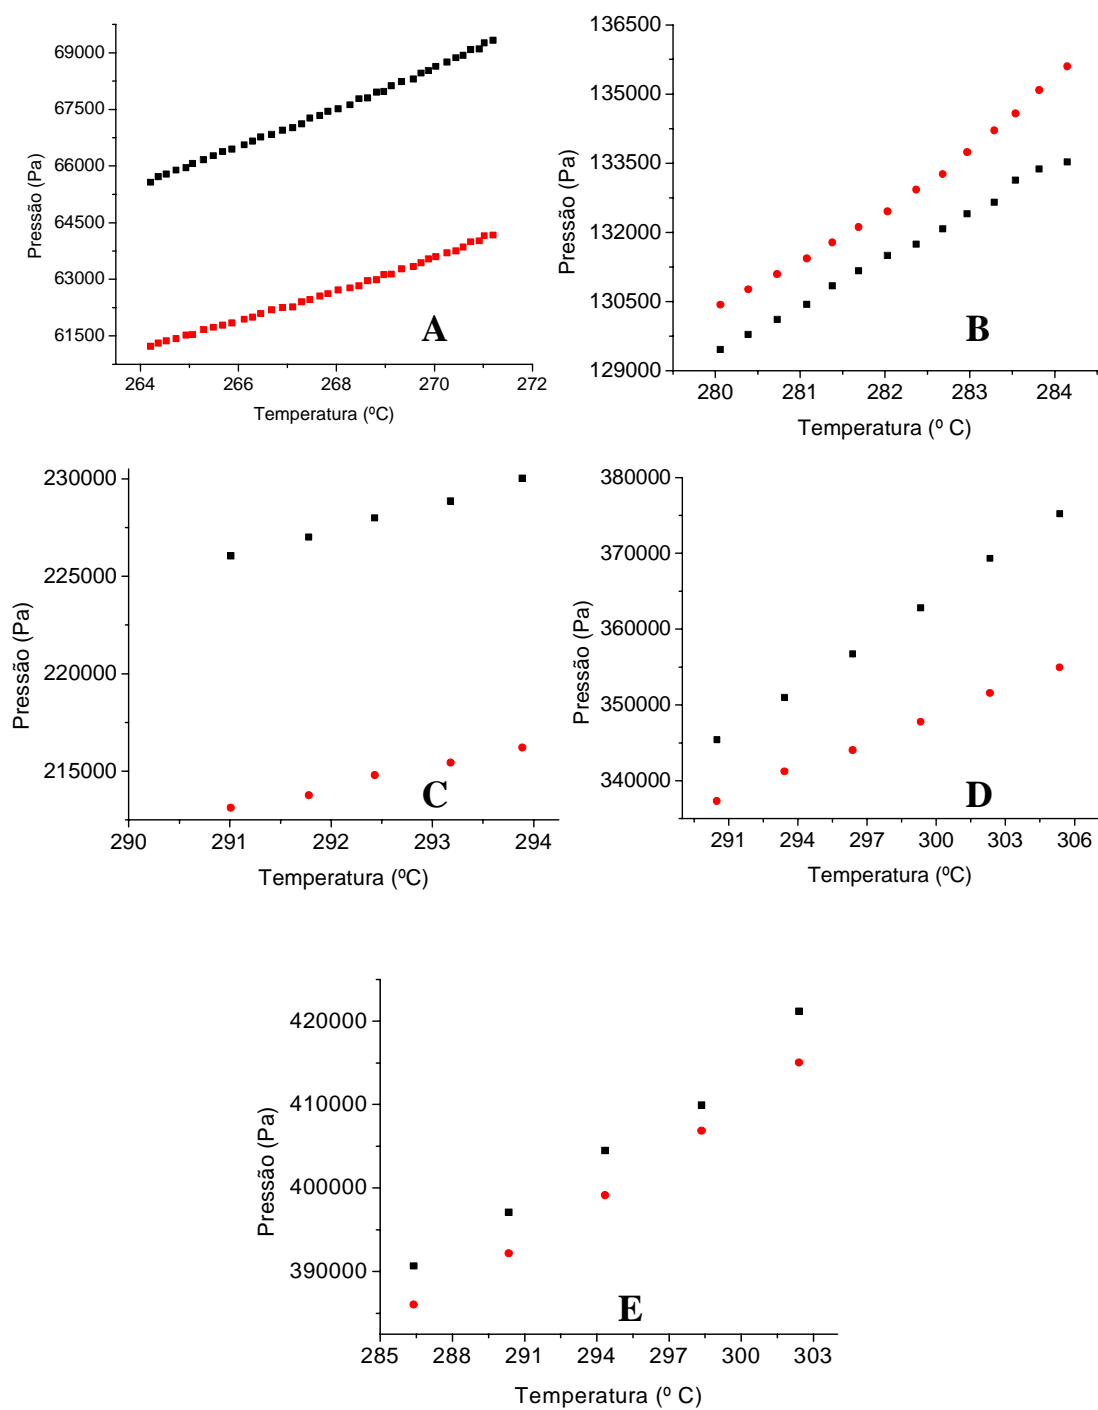 69000
67500
66000
64500
63000
61500
Pressão (Pa)
264 266 268 270 272
Temperatura (ºC)
A
136500
135000
133500
132000
130500
129000
Pressão (Pa)
280 281 282 283 284
Temperatura (º C)
B
230000
225000
220000
215000
Pressão (Pa)
290 291 292 293 294
Temperatura (ºC)
C
380000
370000
360000
350000
340000
Pressão (Pa)
291 294 297 300 303 306
Temperatura (ºC)
D
420000
410000
400000
390000
Pressão (Pa)
285 288 291 294 297 300 303
Temperatura (º C)
E